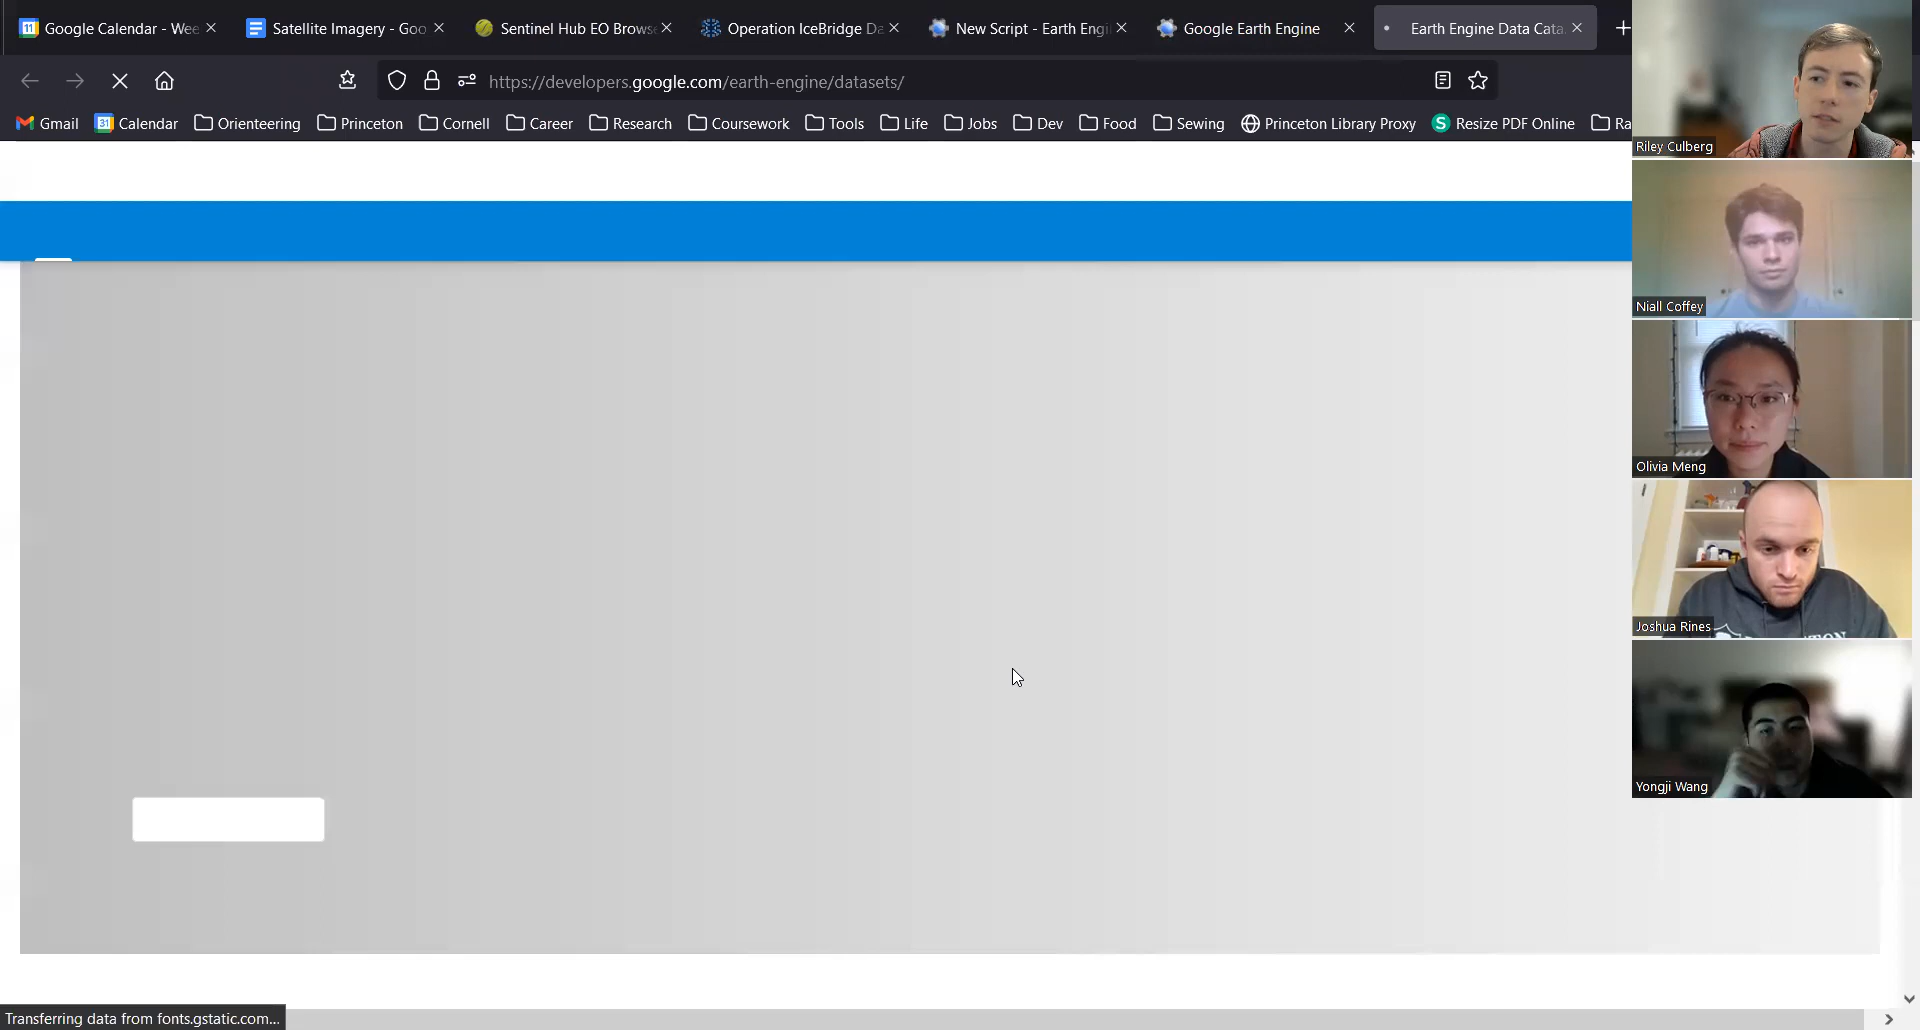 Google Calendar - Wee
Satellite Imagery - Goo
Sentinel Hub EO Browse
Operation IceBridge Da
New Script - Earth Engi
Google Earth Engine
Earth Engine Data Cata
https://developers.google.com/earth-engine/datasets/
Gmail
31
Calendar
Orienteering
Princeton
Cornell
Career
Research
Coursework
Tools
Life
Jobs
Dev
Food
Sewing
Princeton Library Proxy
S
Resize PDF Online
Ra
Riley Culberg
Niall Coffey
Olivia Meng
Joshua Rines
Yongji Wang
Transferring data from fonts.gstatic.com...